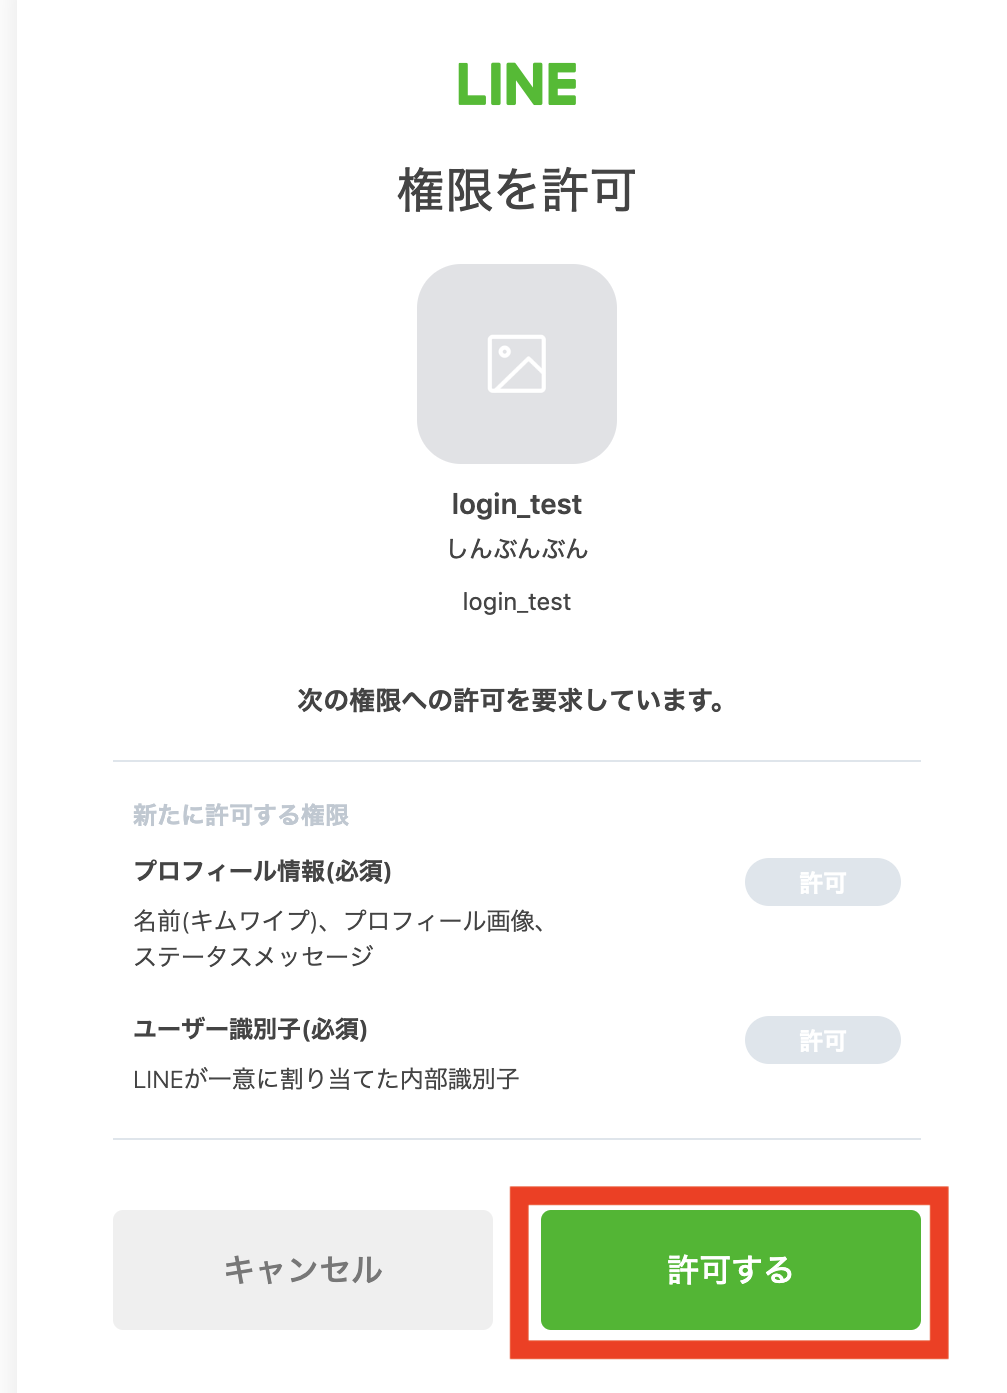 LINE
権限を許可
login_test
しんぶんぶん
login_test
次の権限への許可を要求しています。
新たに許可する権限
プロフィール情報(必須)
許可
名前(キムワイプ)、プロフィール画像、
ステータスメッセージ
ユーザー識別子(必須)
許可
LINEが一意に割り当てた内部識別子
キャンセル
許可する